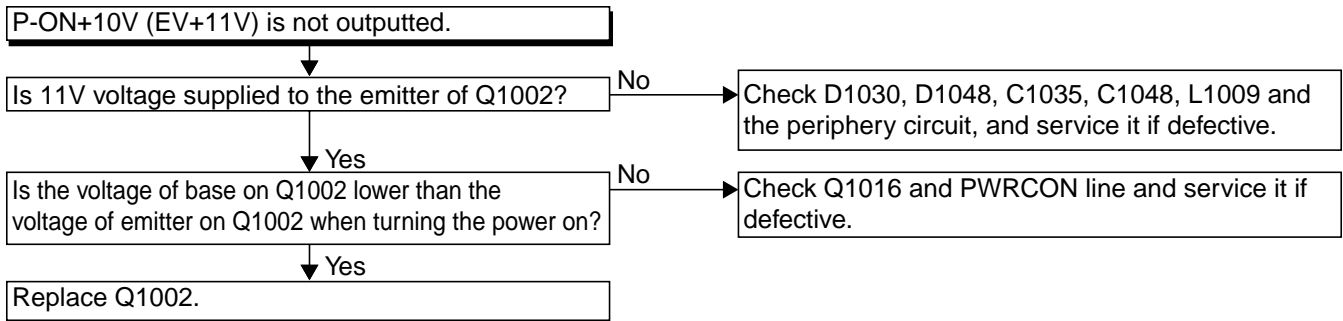 P-ON+10V (EV+11V) is not outputted.
Is 11V voltage supplied to the emitter of Q1002?
No
Check D1030, D1048, C1035, C1048, L1009 and
the periphery circuit, and service it if defective.
Yes
Is the voltage of base on Q1002 lower than the
voltage of emitter on Q1002 when turning the power on?
No
Check Q1016 and PWRCON line and service it if
defective.
Yes
Replace Q1002.